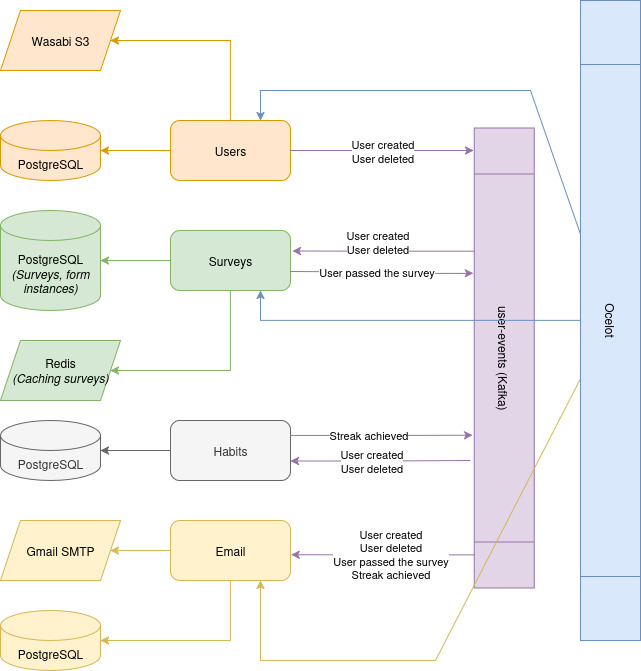 Wasabi S3
PostgreSQL
Users
User created
User deleted
PostgreSQL
(Surveys, form
instances)
Surveys
User created
User deleted
User passed the survey
Redis
(Caching surveys)
user-events (Kafka)
Ocelot
PostgreSQL
Habits
Streak achieved
User created
User deleted
Gmail SMTP
Email
User created
User deleted
User passed the survey
Streak achieved
PostgreSQL